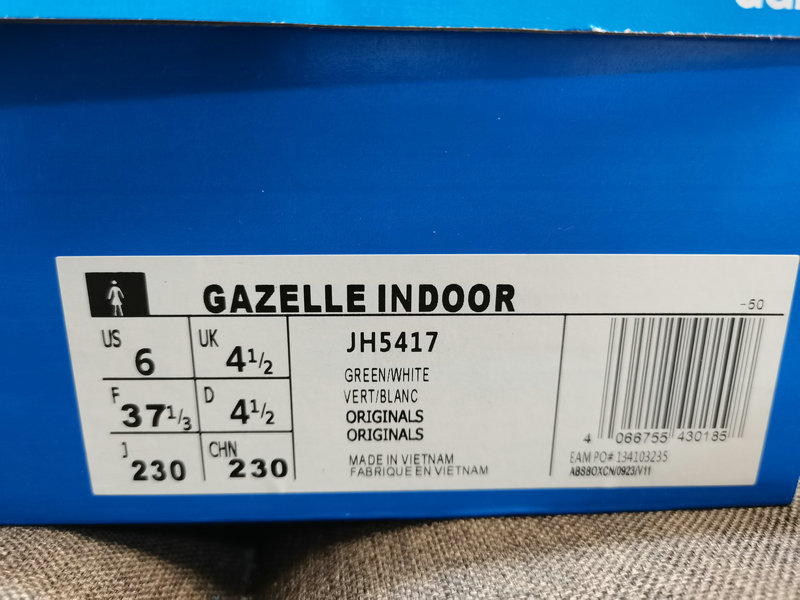 GAZELLE INDOOR
-50
US 6 UK 4 1/2
F 37 1/3 D 4 1/2
J 230 CHN 230
JH5417
GREEN/WHITE
VERT/BLANC
ORIGINALS
ORIGINALS
MADE IN VIETNAM
FABRIQUE EN VIETNAM
4 066755 430185
EAM PO# 134103235
ABSBOXCN/0923/V11